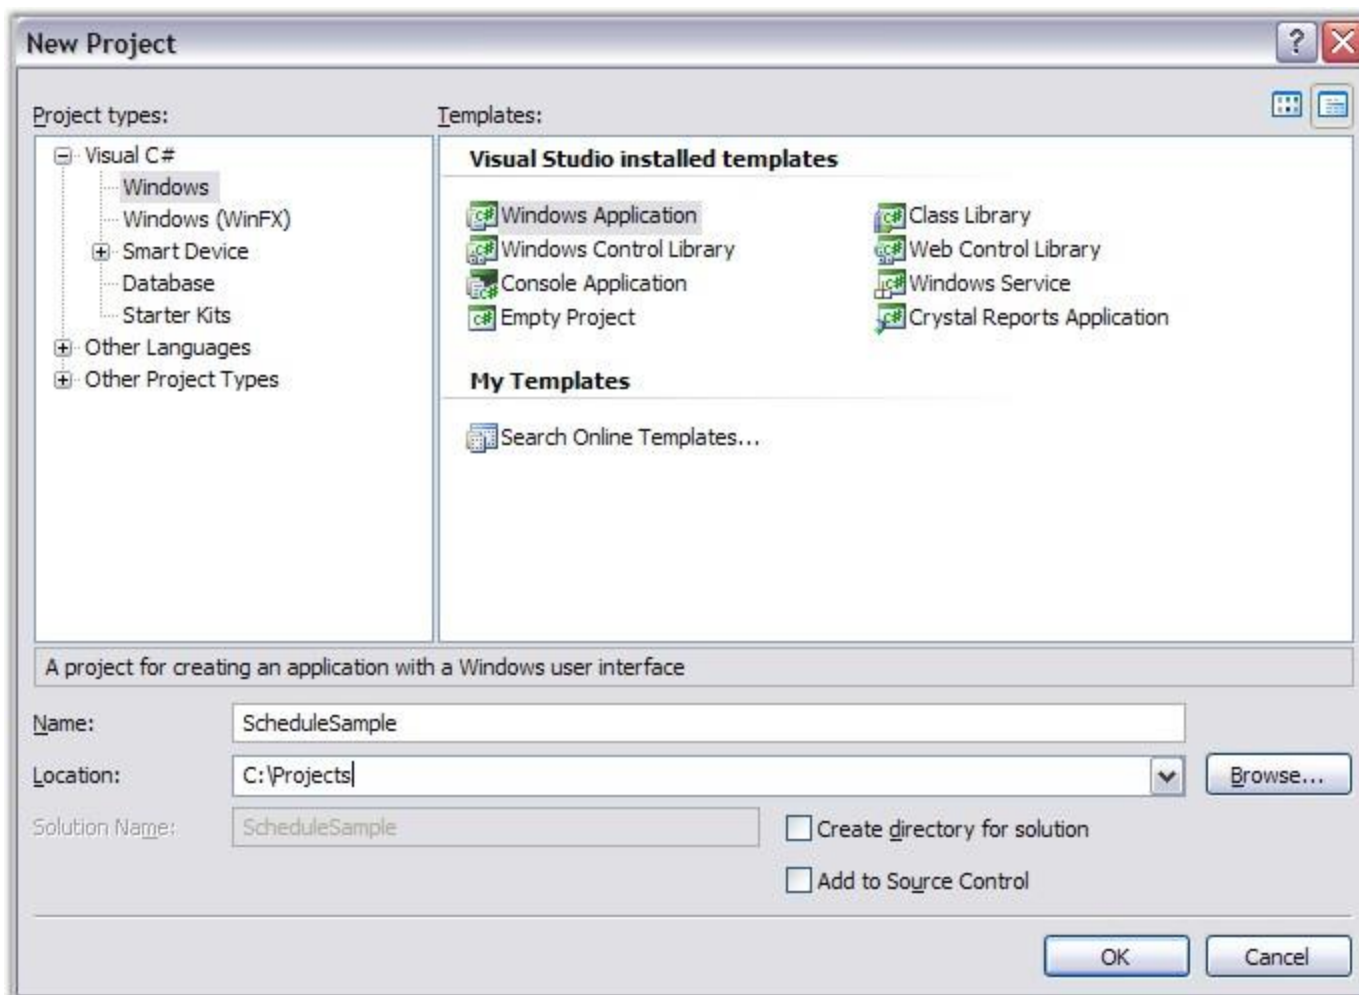 New Project
Project types:
Templates:
Visual C#
Windows
Windows (WinFX)
Smart Device
Database
Starter Kits
Other Languages
Other Project Types
Visual Studio installed templates
Windows Application
Class Library
Windows Control Library
Web Control Library
Console Application
Windows Service
Empty Project
Crystal Reports Application
My Templates
Search Online Templates...
A project for creating an application with a Windows user interface
Name:
ScheduleSample
Location:
C:\Projects
Browse...
Solution Name:
ScheduleSample
Create directory for solution
Add to Source Control
OK
Cancel